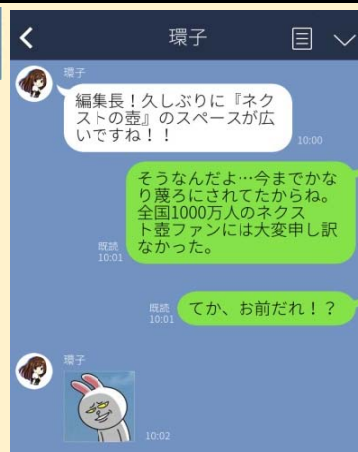 環子
環子
編集長！久しぶりに『ネク
ストの壺』のスペースが広
いですね！！
10:00
そうなんだよ…今までかな
り蔑ろにされてたからね。
全国1000万人のネクス
ト壺ファンには大変申し訳
なかった。
既読
10:01
てか、お前だれ！？
既読
10:01
環子
10:02